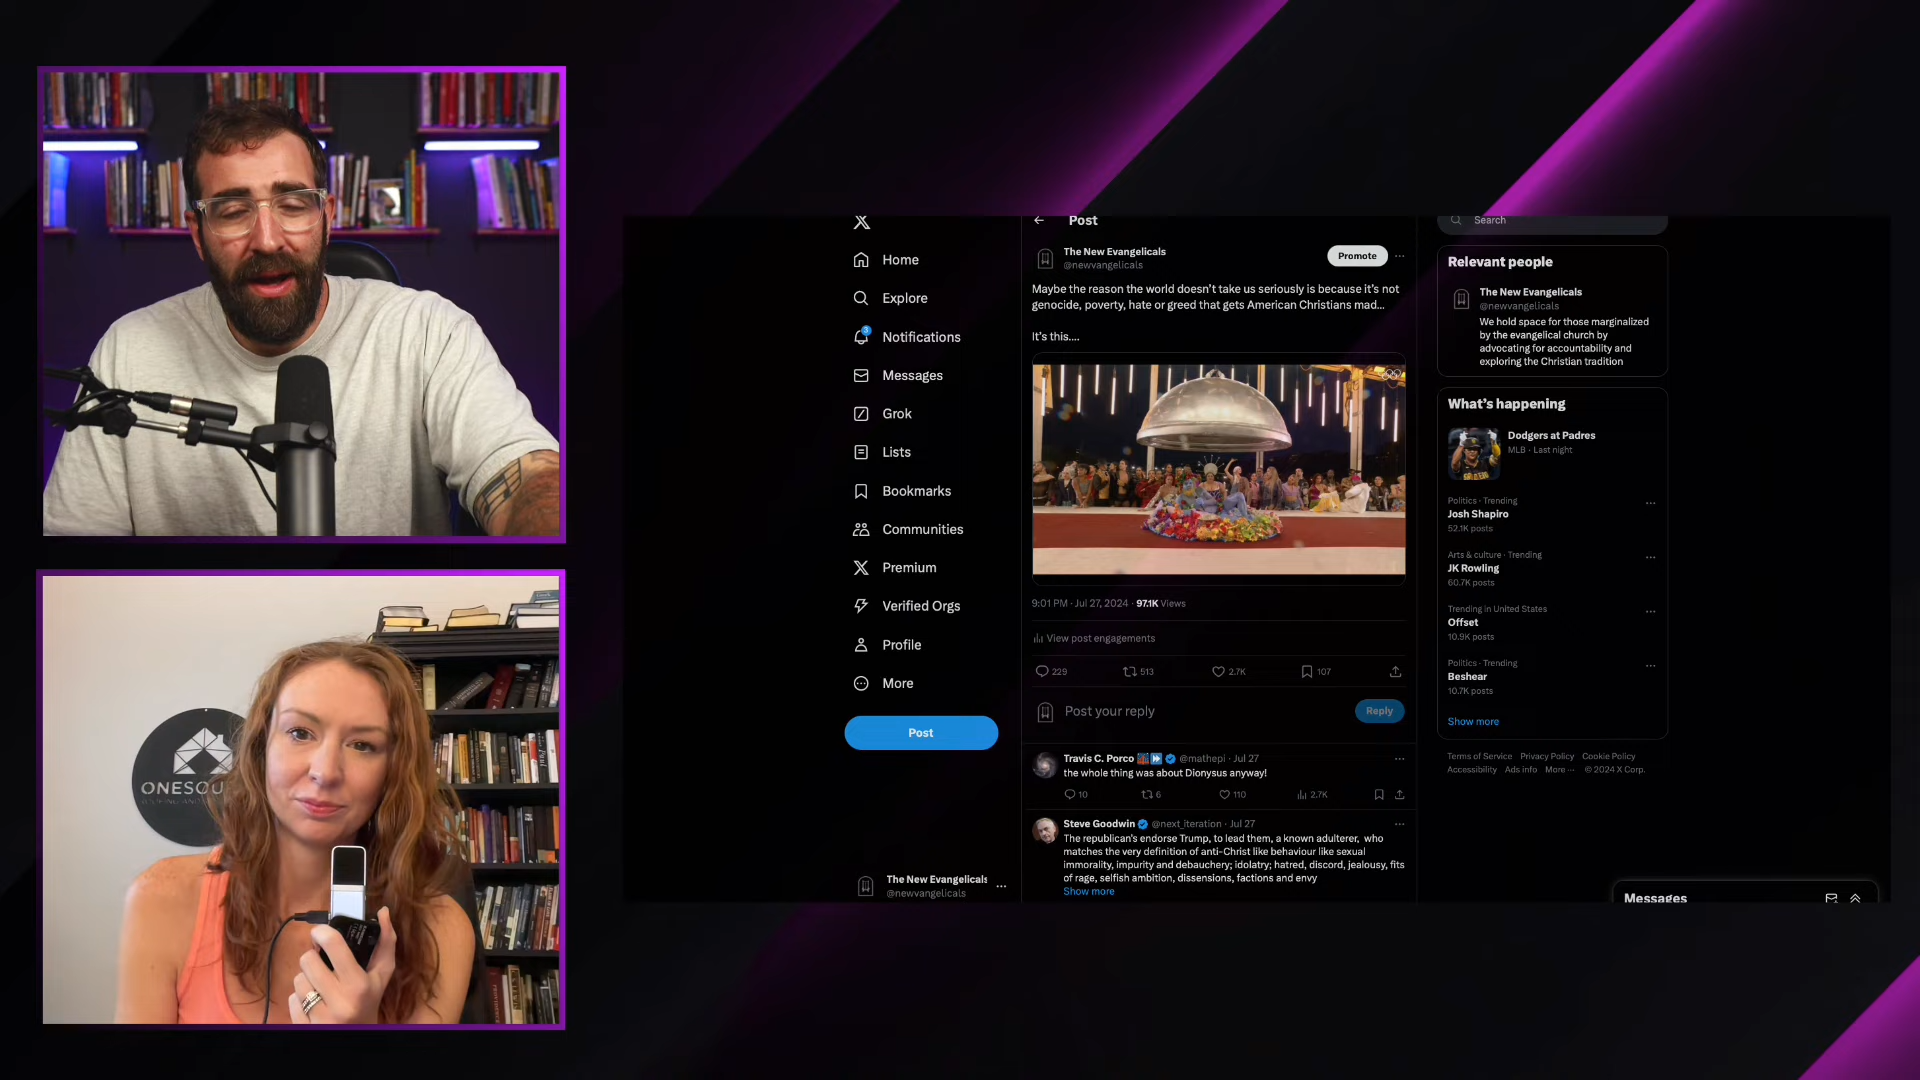 ONESOU
Home
Explore
3
Notifications
Messages
Grok
Lists
Bookmarks
Communities
Premium
Verified Orgs
Profile
More
Post
The New Evangelicals
@newvangelicals
Post
The New Evangelicals
@newvangelicals
Promote
Maybe the reason the world doesn't take us seriously is because it's not
genocide, poverty, hate or greed that gets American Christians mad...
It's this....
9:01 PM · Jul 27, 2024 · 97.1K Views
View post engagements
229 513 2.7K 107
Post your reply
Reply
Travis C. Porco @mathepi · Jul 27
the whole thing was about Dionysus anyway!
10 6 110 2.7K
Steve Goodwin @next_iteration · Jul 27
The republican's endorse Trump, to lead them, a known adulterer, who
matches the very definition of anti-Christ like behaviour like sexual
immorality, impurity and debauchery; idolatry; hatred, discord, jealousy, fits
of rage, selfish ambition, dissensions, factions and envy
Show more
Search
Relevant people
The New Evangelicals
@newvangelicals
We hold space for those marginalized
by the evangelical church by
advocating for accountability and
exploring the Christian tradition
What's happening
Dodgers at Padres
MLB · Last night
Politics · Trending
Josh Shapiro
52.1K posts
Arts & culture · Trending
JK Rowling
60.7K posts
Trending in United States
Offset
10.9K posts
Politics · Trending
Beshear
10.7K posts
Show more
Terms of Service Privacy Policy Cookie Policy
Accessibility Ads info More ··· © 2024 X Corp.
Messages